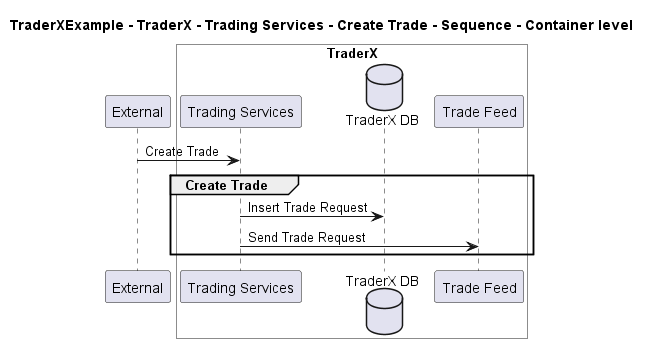 TraderXExample - TraderX - Trading Services - Create Trade - Sequence - Container level
TraderX
External
Trading Services
TraderX DB
Trade Feed
Create Trade
Create Trade
Insert Trade Request
Send Trade Request
External
Trading Services
TraderX DB
Trade Feed